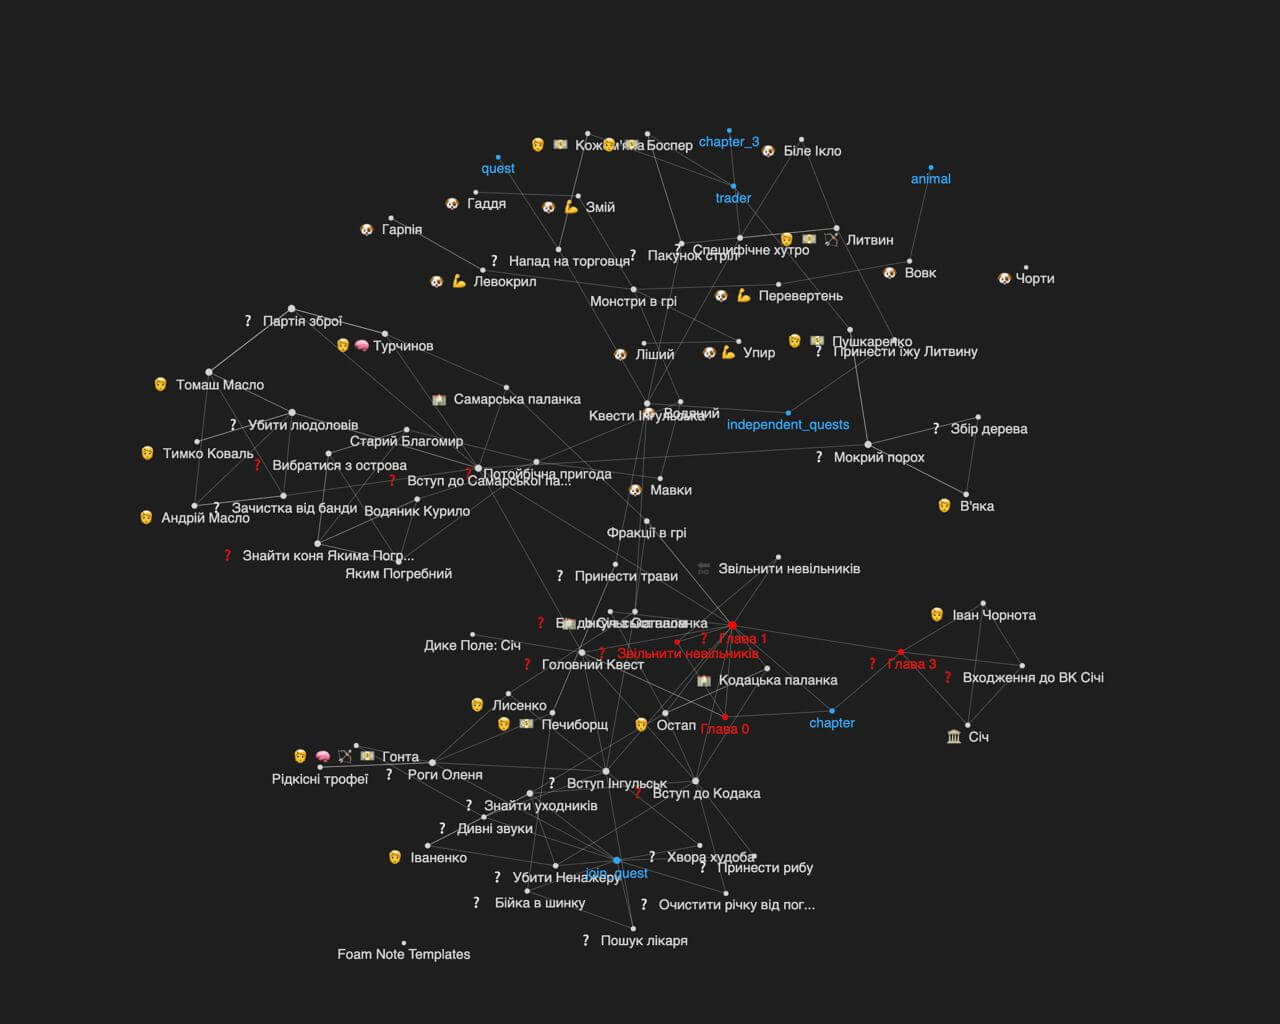 chapter_3
Кожем'яка
Боспер
Біле Ікло
quest
animal
trader
Гаддя
Змій
Гарпія
Литвин
Специфічне хутро
Пакунок стріл
Напад на торговця
Вовк
Чорти
Левокрил
Перевертень
Монстри в грі
Партія зброї
Пушкаренко
Турчинов
Принести їжу Литвину
Ліший
Упир
Томаш Масло
Самарська паланка
Квести Інгульська
Водяний
Убити людоловів
independent_quests
Збір дерева
Старий Благомир
Тимко Коваль
Мокрий порох
Вибратися з острова
Потойбічна пригода
Вступ до Самарської па...
Мавки
Зачистка від банди
Водяник Курило
В'яка
Андрій Масло
Фракції в грі
Знайти коня Якима Погр...
Яким Погребний
Принести трави
Звільнити невільників
Іван Чорнота
Глава 1
Дике Поле: Січ
Звільнити невільників
Головний Квест
Глава 3
Входження до ВК Січі
Кодацька паланка
Лисенко
Печиборщ
Остап
Глава 0
chapter
Січ
Гонта
Рідкісні трофеї
Роги Оленя
Вступ Інгульськ
Вступ до Кодака
Знайти уходників
Дивні звуки
Іваненко
Хвора худоба
Принести рибу
join_quest
Убити Ненажеру
Бійка в шинку
Очистити річку від пог...
Пошук лікаря
Foam Note Templates